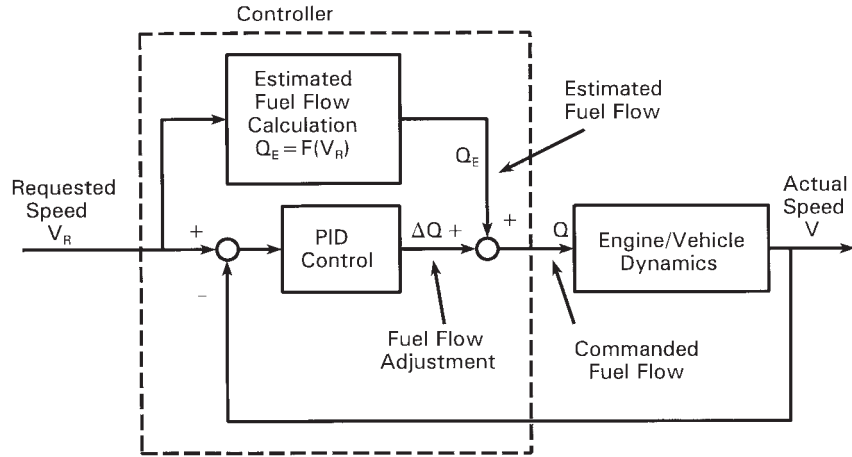 Controller
Estimated
Fuel Flow
Calculation
Q_E = F(V_R)
Estimated
Fuel Flow
Q_E
Requested
Speed
V_R
+
-
PID
Control
ΔQ +
+
Q
Engine/Vehicle
Dynamics
Actual
Speed
V
Fuel Flow
Adjustment
Commanded
Fuel Flow